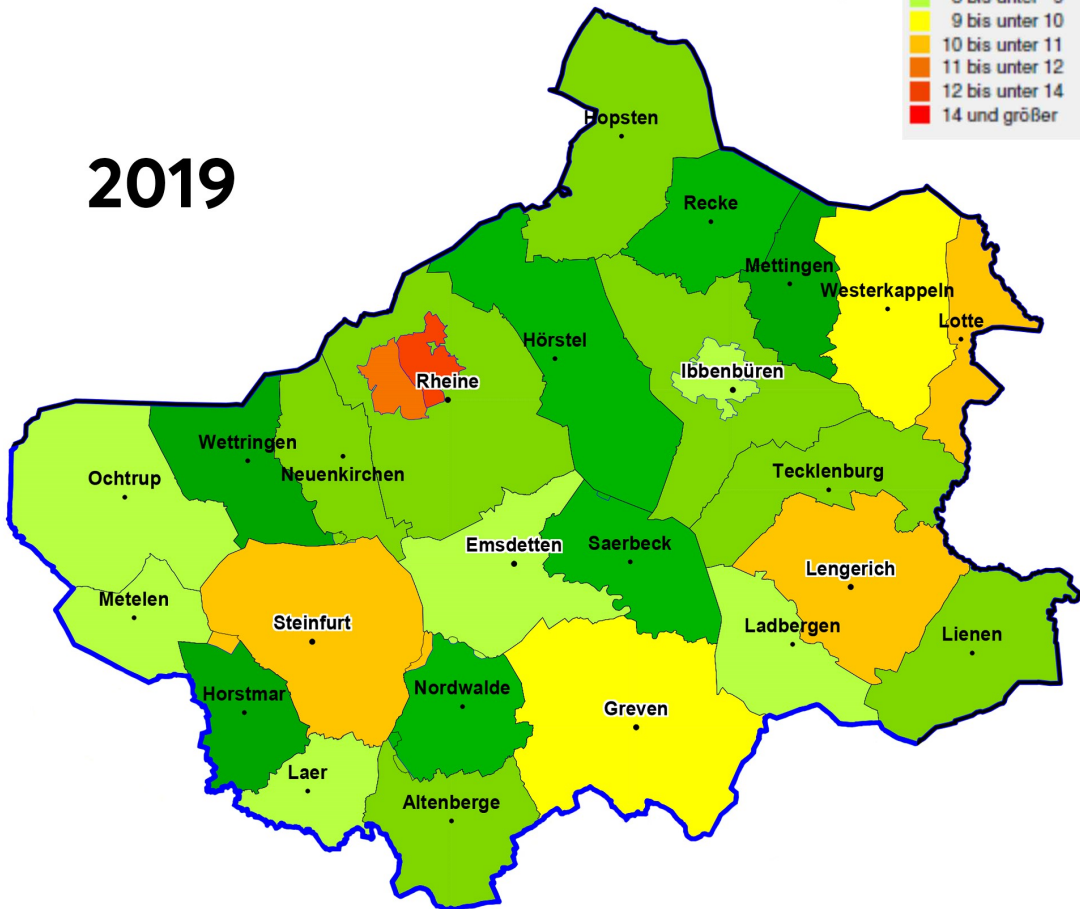 9 bis unter 10
10 bis unter 11
11 bis unter 12
12 bis unter 14
14 und größer
2019
Hopsten
Recke
Mettingen
Westerkappeln
Lotte
Hörstel
Ibbenbüren
Rheine
Wettringen
Neuenkirchen
Ochtrup
Tecklenburg
Emsdetten
Saerbeck
Lengerich
Metelen
Steinfurt
Ladbergen
Lienen
Horstmar
Nordwalde
Greven
Laer
Altenberge